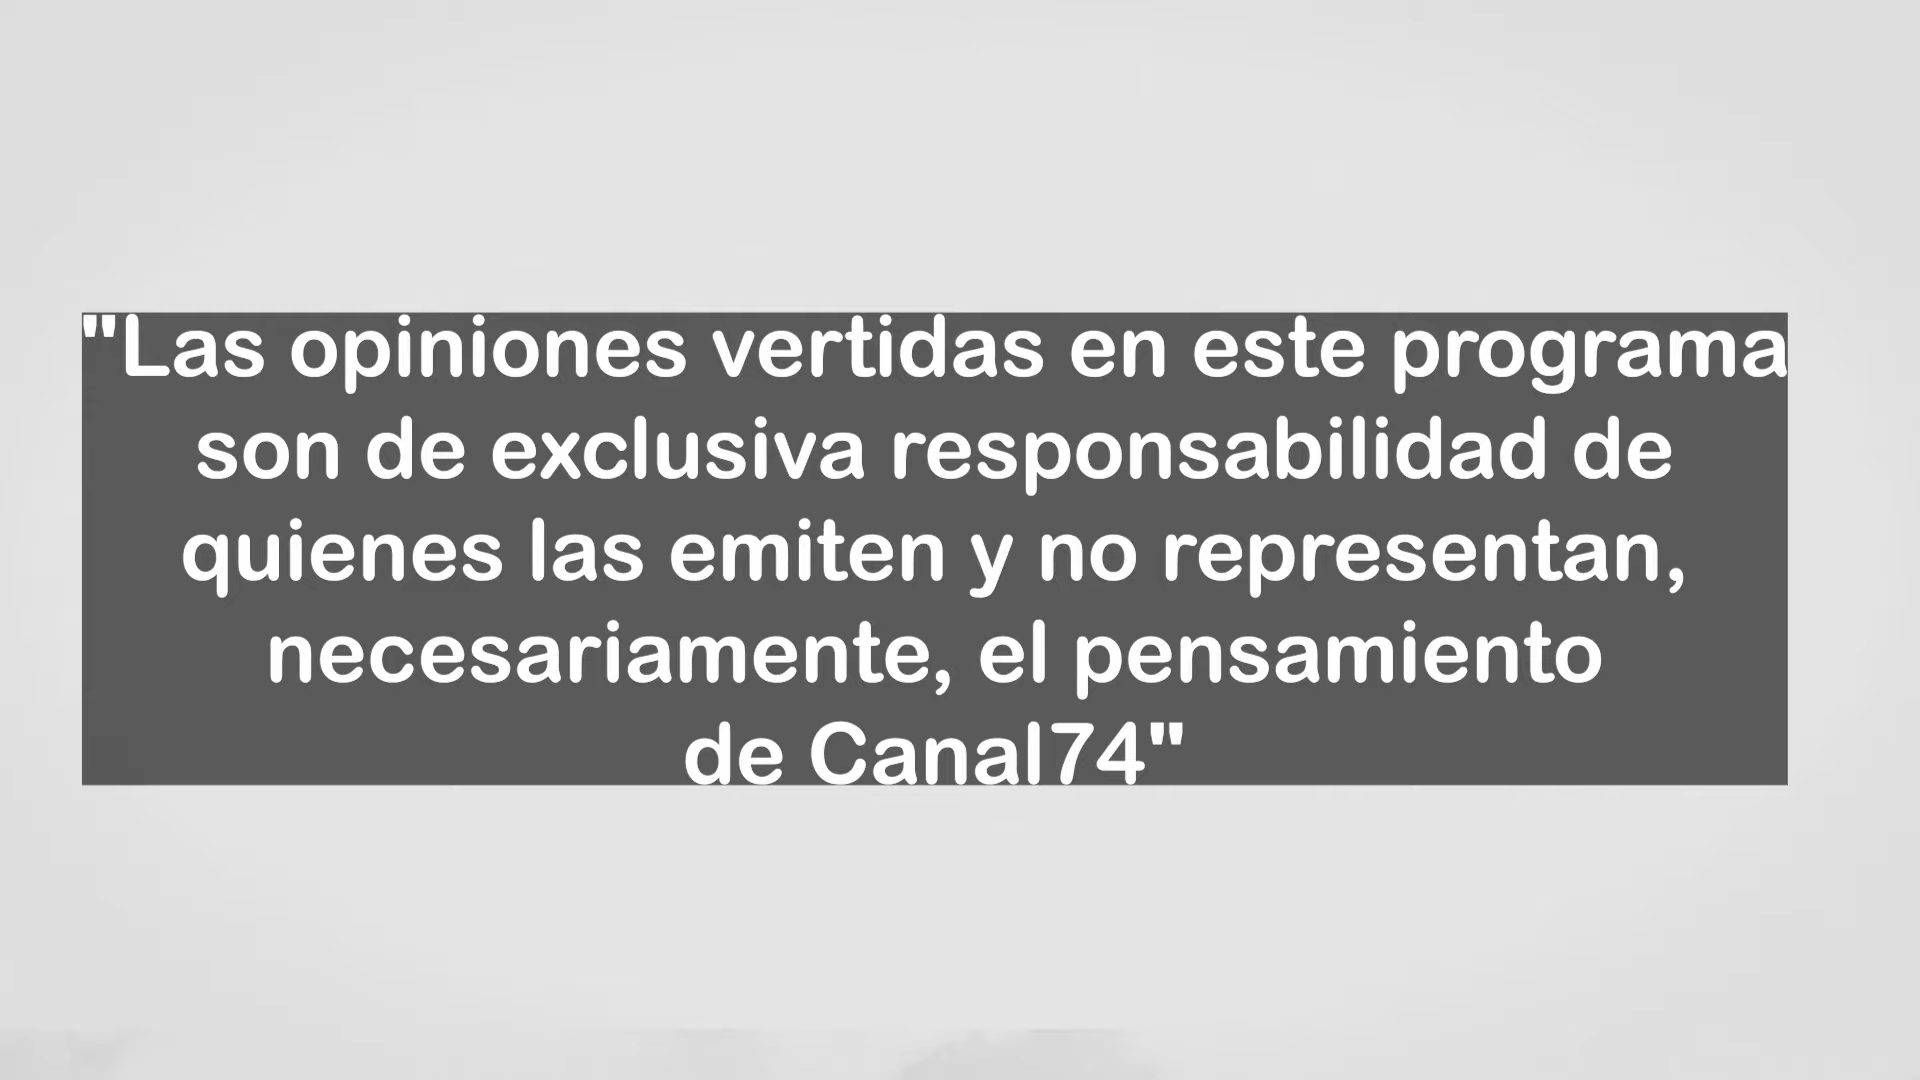 "Las opiniones vertidas en este programa
son de exclusiva responsabilidad de
quienes las emiten y no representan,
necesariamente, el pensamiento
de Canal74"